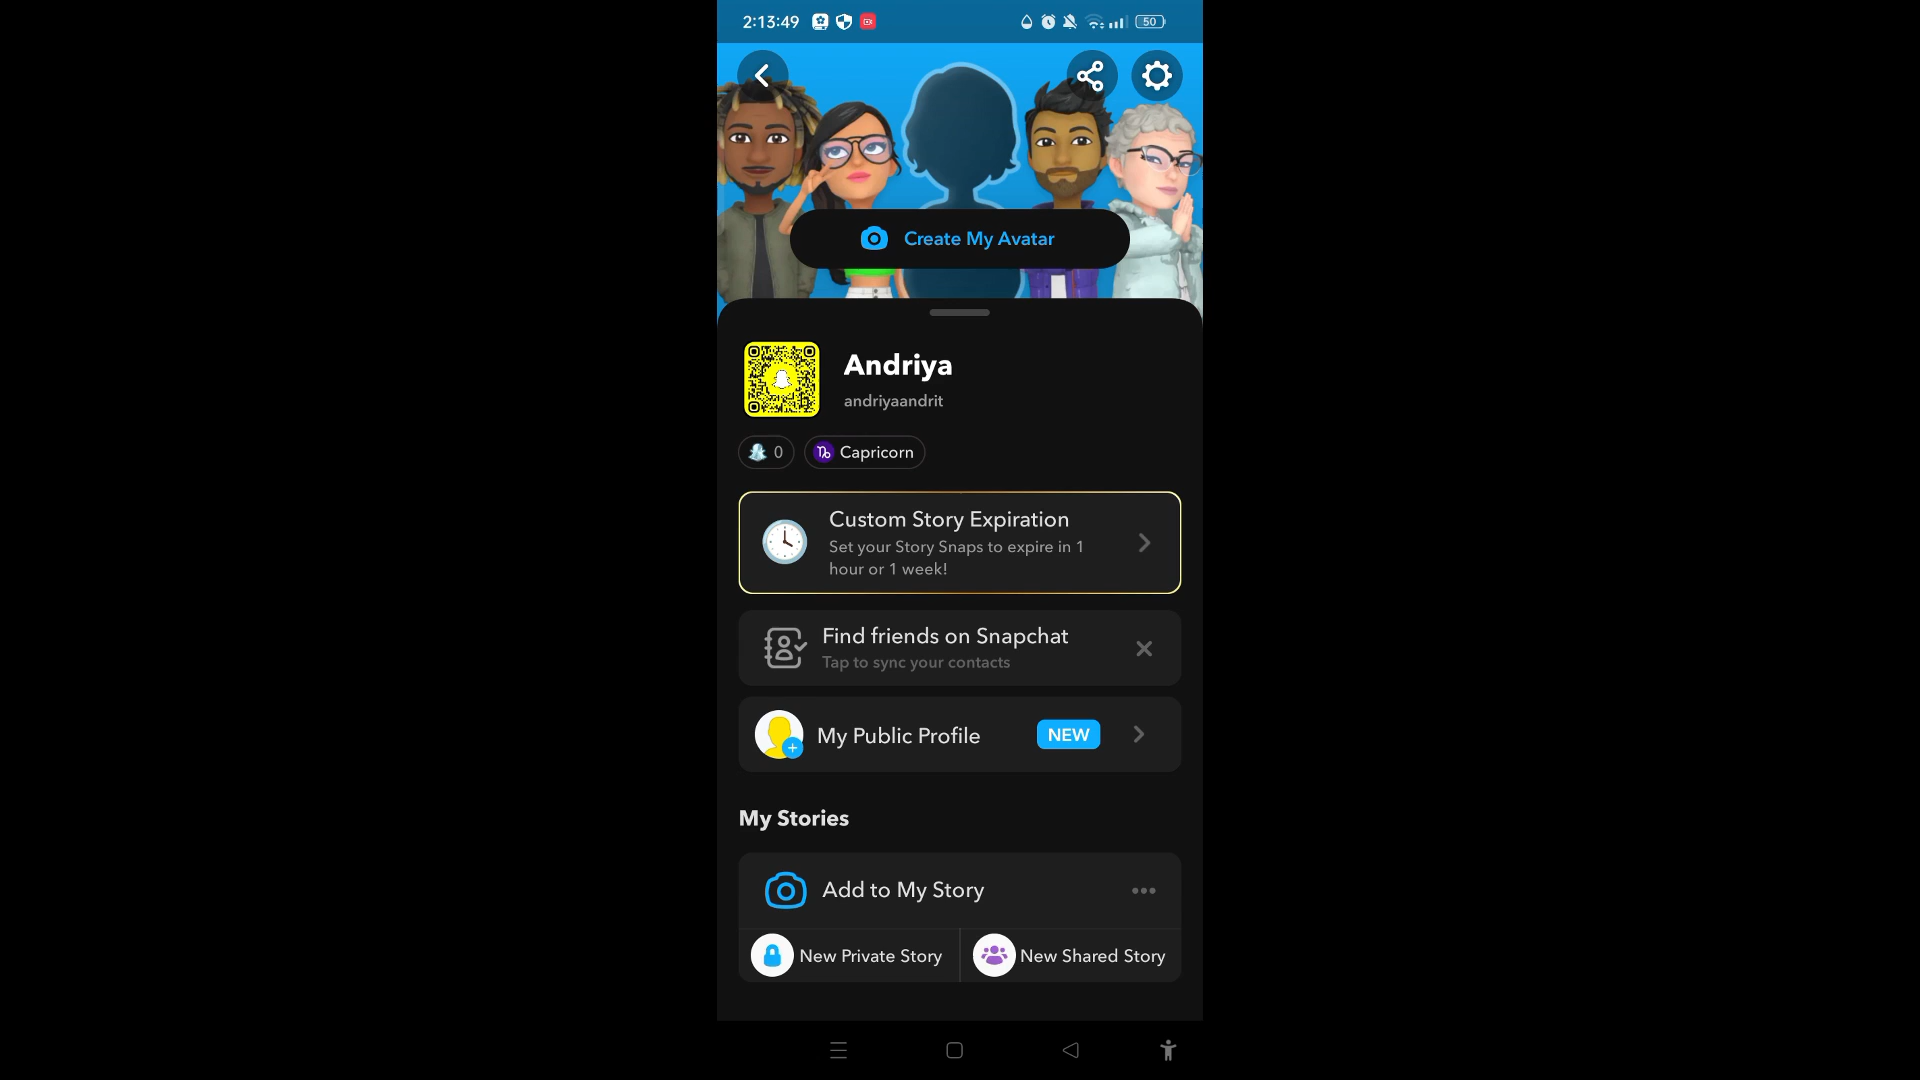 2:13:49
50
Create My Avatar
Andriya
andriyaandrit
0
Capricorn
Custom Story Expiration
Set your Story Snaps to expire in 1
hour or 1 week!
Find friends on Snapchat
Tap to sync your contacts
My Public Profile
NEW
My Stories
Add to My Story
New Private Story
New Shared Story